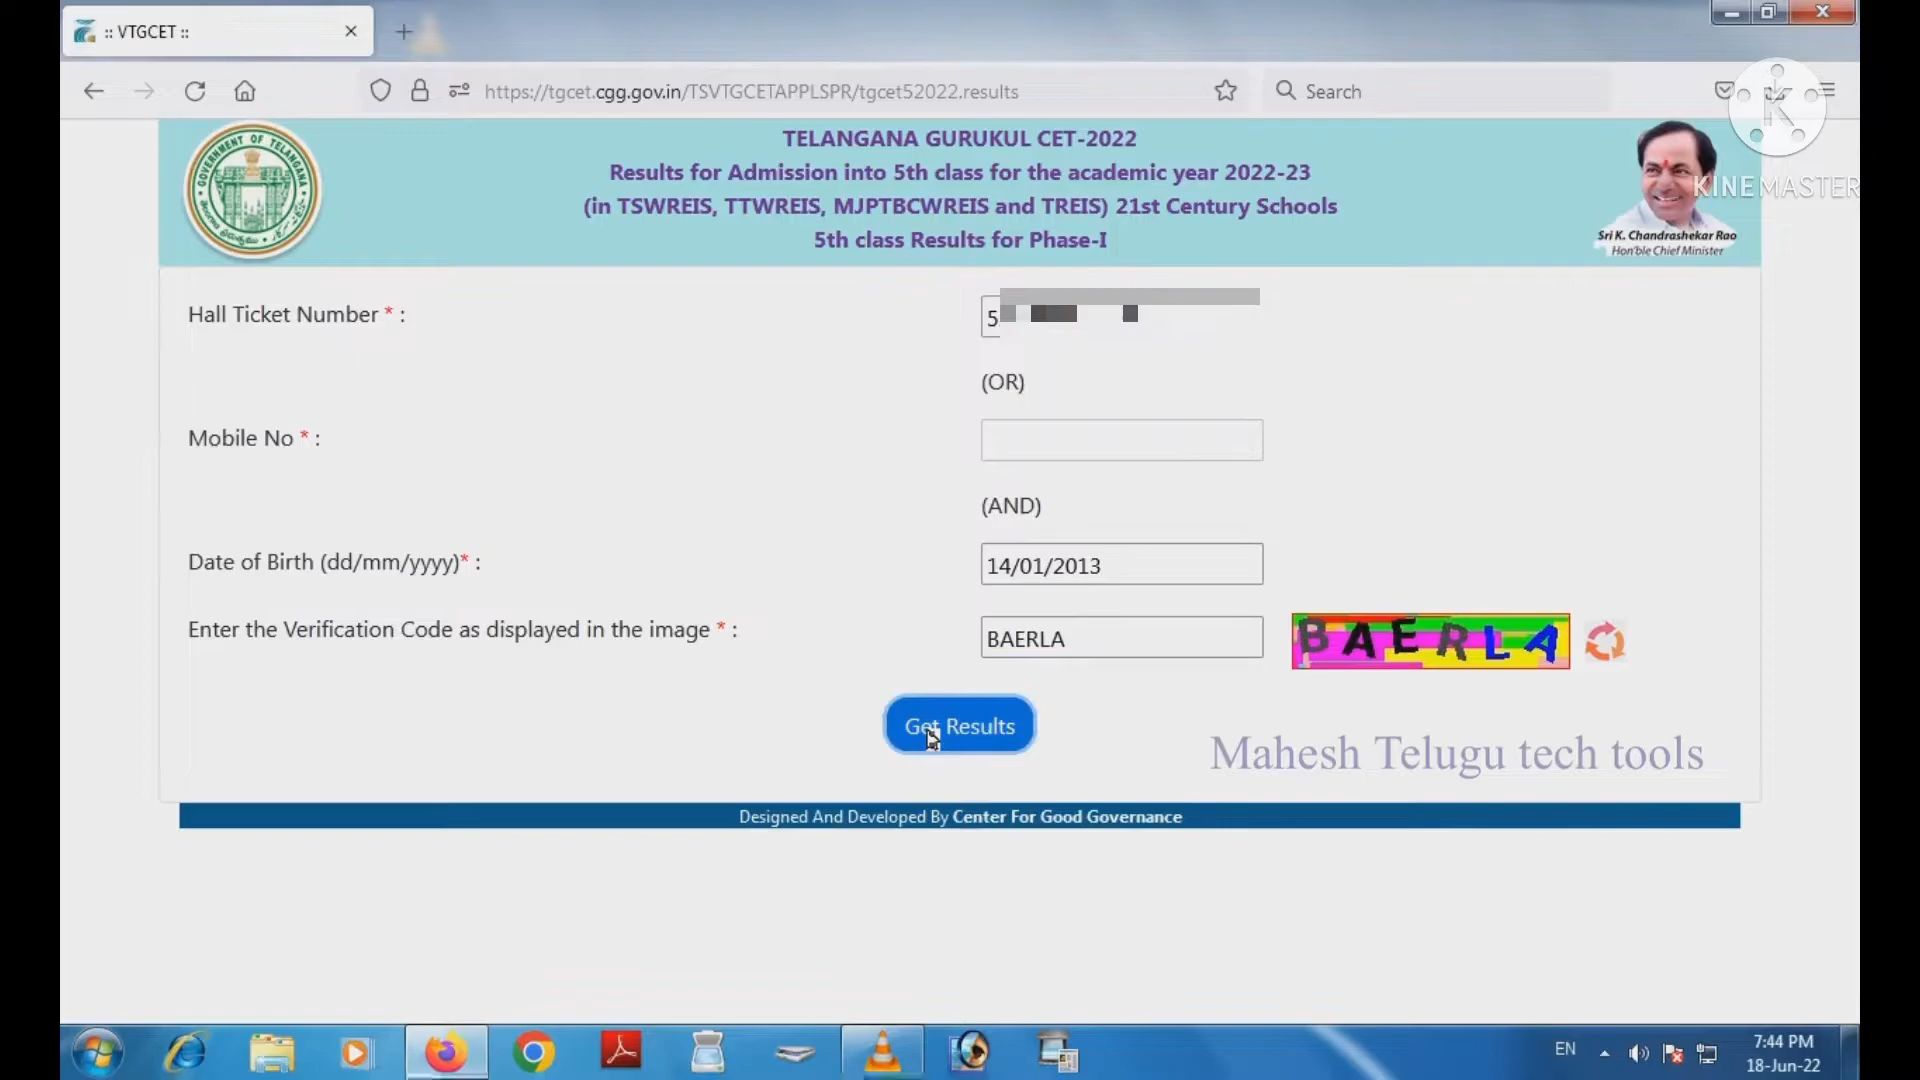 :: VTGCET ::
https://tgcet.cgg.gov.in/TSVTGCETAPPLSPR/tgcet52022.results
Search
KINEMASTER
GOVERNMENT OF TELANGANA
TELANGANA GURUKUL CET-2022
Results for Admission into 5th class for the academic year 2022-23
(in TSWREIS, TTWREIS, MJPTBCWREIS and TREIS) 21st Century Schools
5th class Results for Phase-I
Sri K. Chandrashekar Rao
Hon'ble Chief Minister
Hall Ticket Number * :
5
(OR)
Mobile No * :
(AND)
Date of Birth (dd/mm/yyyy)* :
14/01/2013
Enter the Verification Code as displayed in the image * :
BAERLA
BAERLA
Get Results
Mahesh Telugu tech tools
Designed And Developed By Center For Good Governance
EN
7:44 PM
18-Jun-22